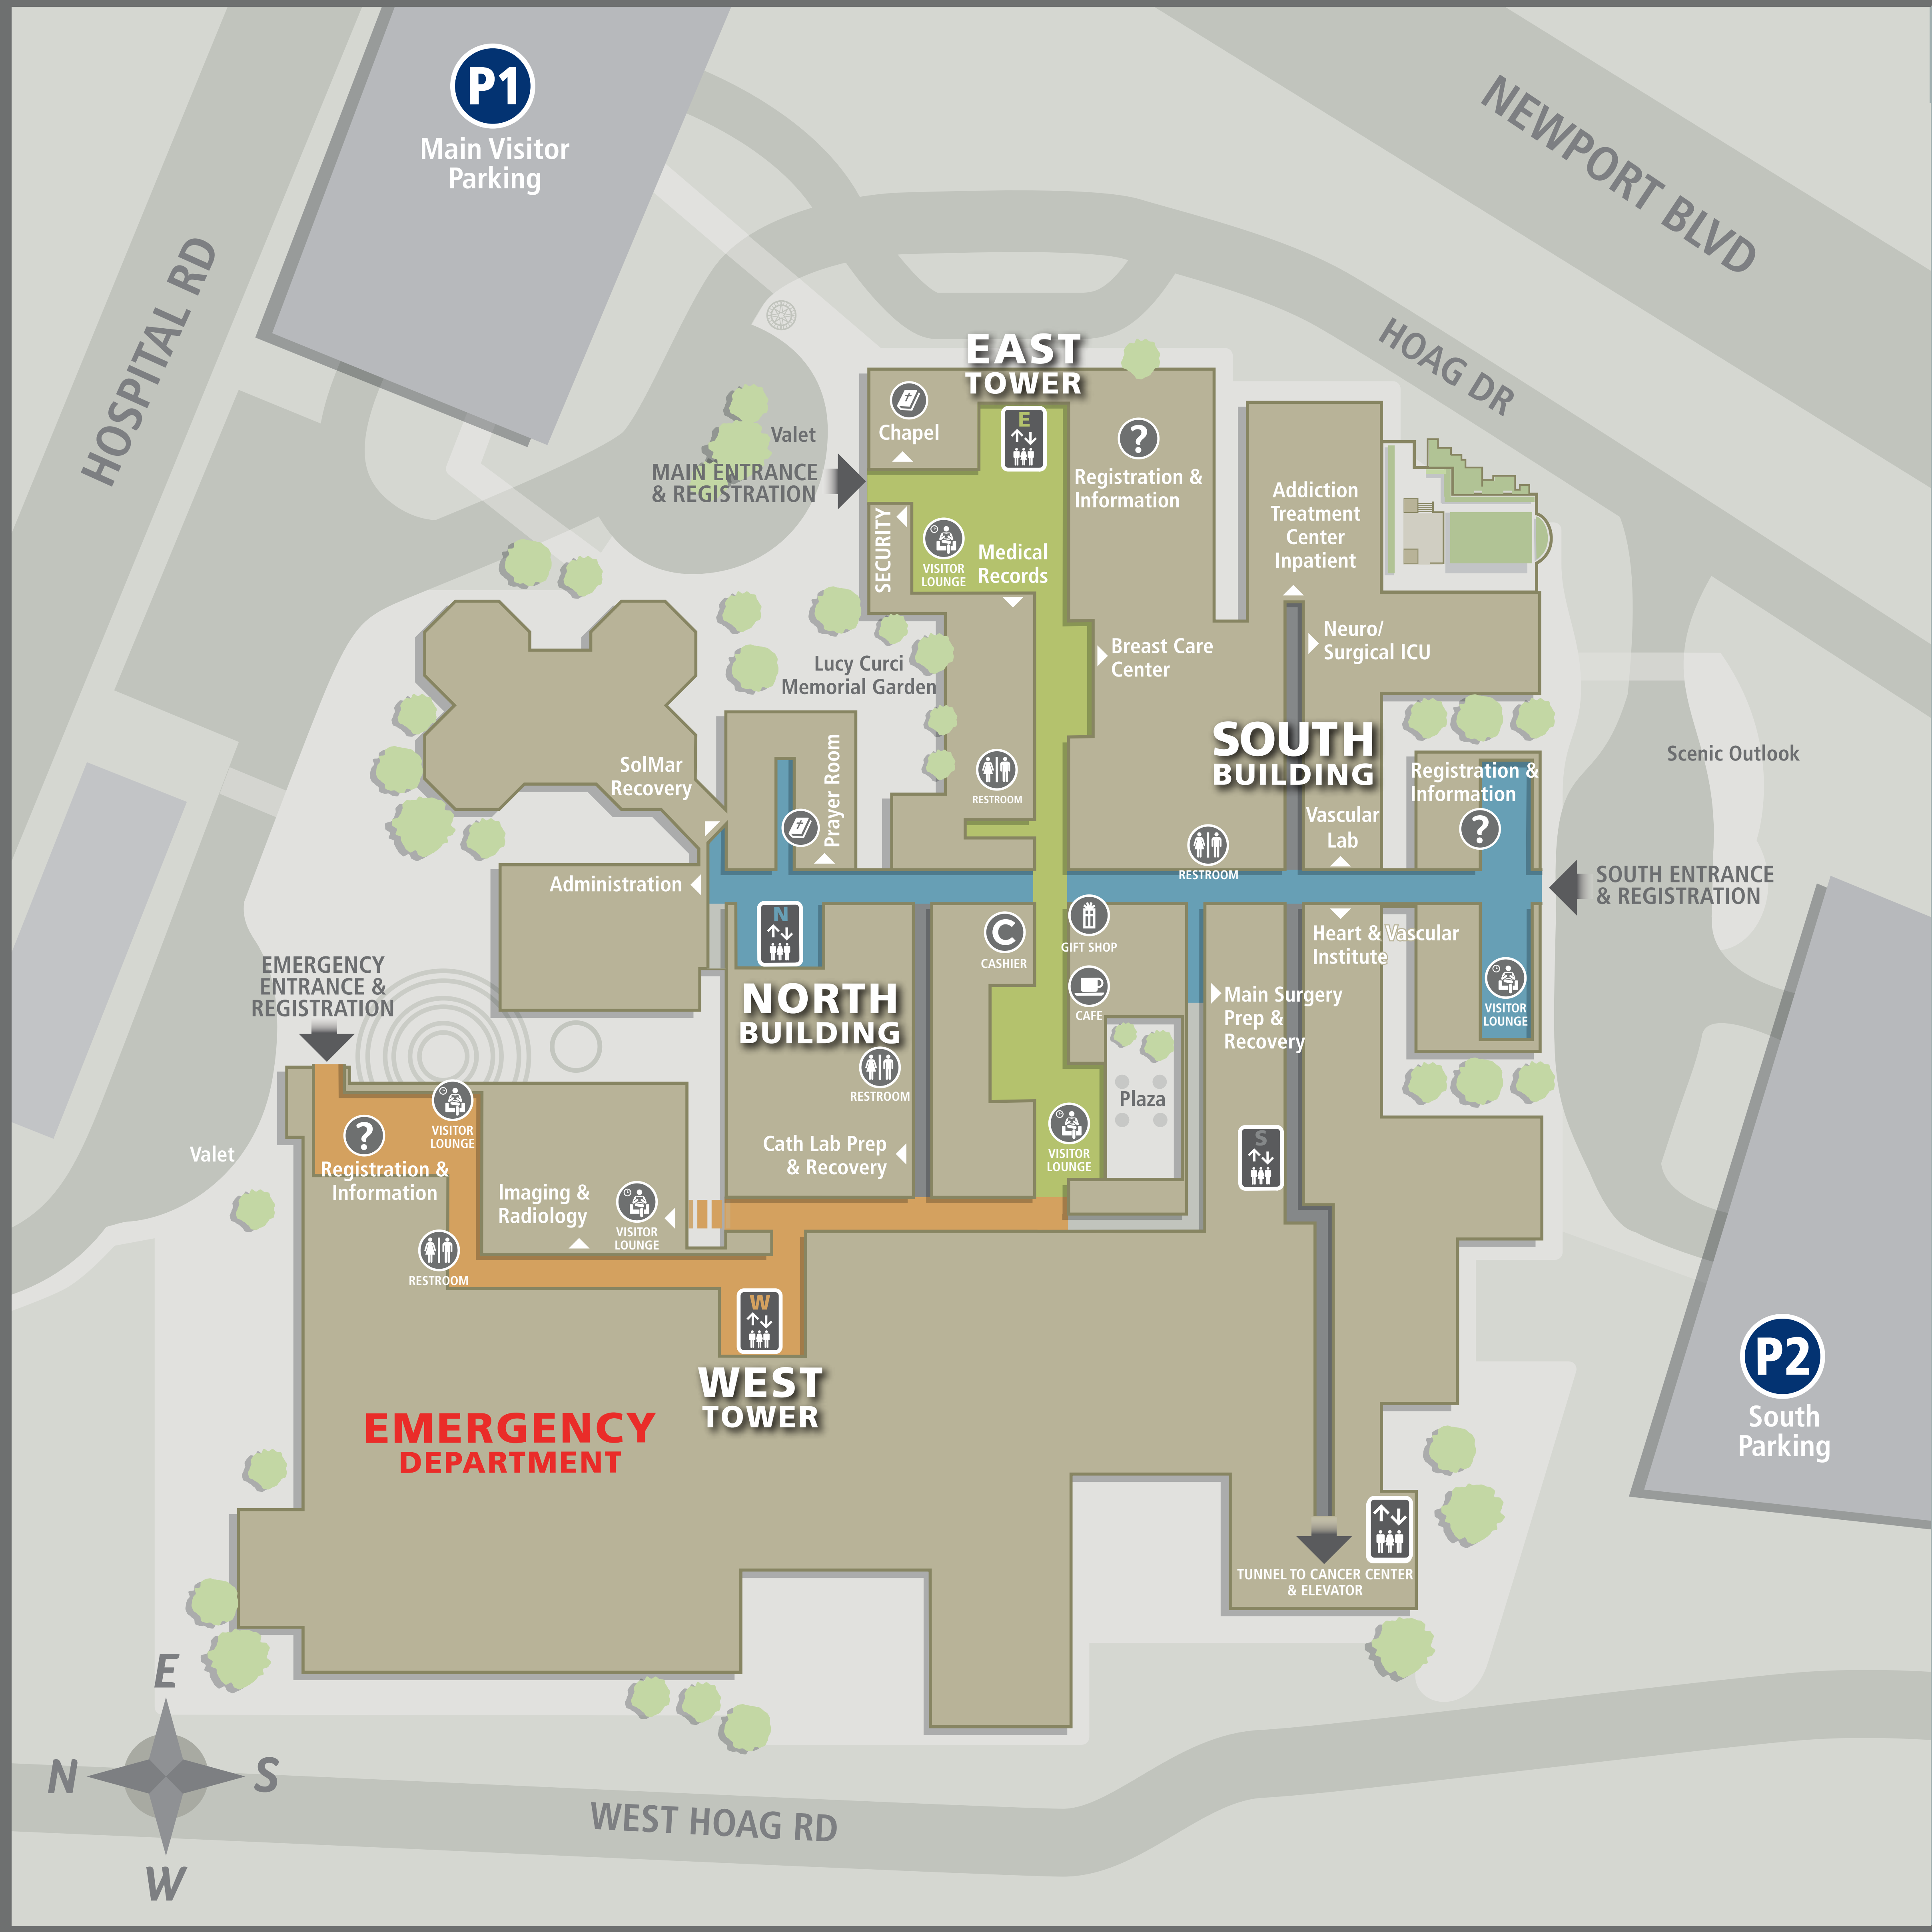 P1
Main Visitor
Parking
HOSPITAL RD
NEWPORT BLVD
HOAG DR
EAST
TOWER
E
Chapel
Valet
MAIN ENTRANCE
& REGISTRATION
?
Registration &
Information
SECURITY
VISITOR
LOUNGE
Medical
Records
Addiction
Treatment
Center
Inpatient
Neuro/
Surgical ICU
Breast Care
Center
Lucy Curci
Memorial Garden
SOUTH
BUILDING
Scenic Outlook
SolMar
Recovery
Prayer Room
RESTROOM
Registration &
Information
?
Vascular
Lab
RESTROOM
Administration
SOUTH ENTRANCE
& REGISTRATION
N
C
CASHIER
GIFT SHOP
CAFE
Heart & Vascular
Institute
VISITOR
LOUNGE
EMERGENCY
ENTRANCE &
REGISTRATION
NORTH
BUILDING
RESTROOM
Main Surgery
Prep &
Recovery
Plaza
VISITOR
LOUNGE
?
Registration &
Information
VISITOR
LOUNGE
Valet
Cath Lab Prep
& Recovery
S
Imaging &
Radiology
VISITOR
LOUNGE
RESTROOM
W
WEST
TOWER
EMERGENCY
DEPARTMENT
P2
South
Parking
TUNNEL TO CANCER CENTER
& ELEVATOR
E
N
S
W
WEST HOAG RD